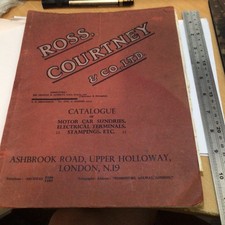 ROSS,
COURTNEY
& CO. LTD.
CATALOGUE
OF
MOTOR CAR SUNDRIES,
ELECTRICAL TERMINALS,
STAMPINGS, ETC.
ASHBROOK ROAD, UPPER HOLLOWAY,
LONDON, N.19